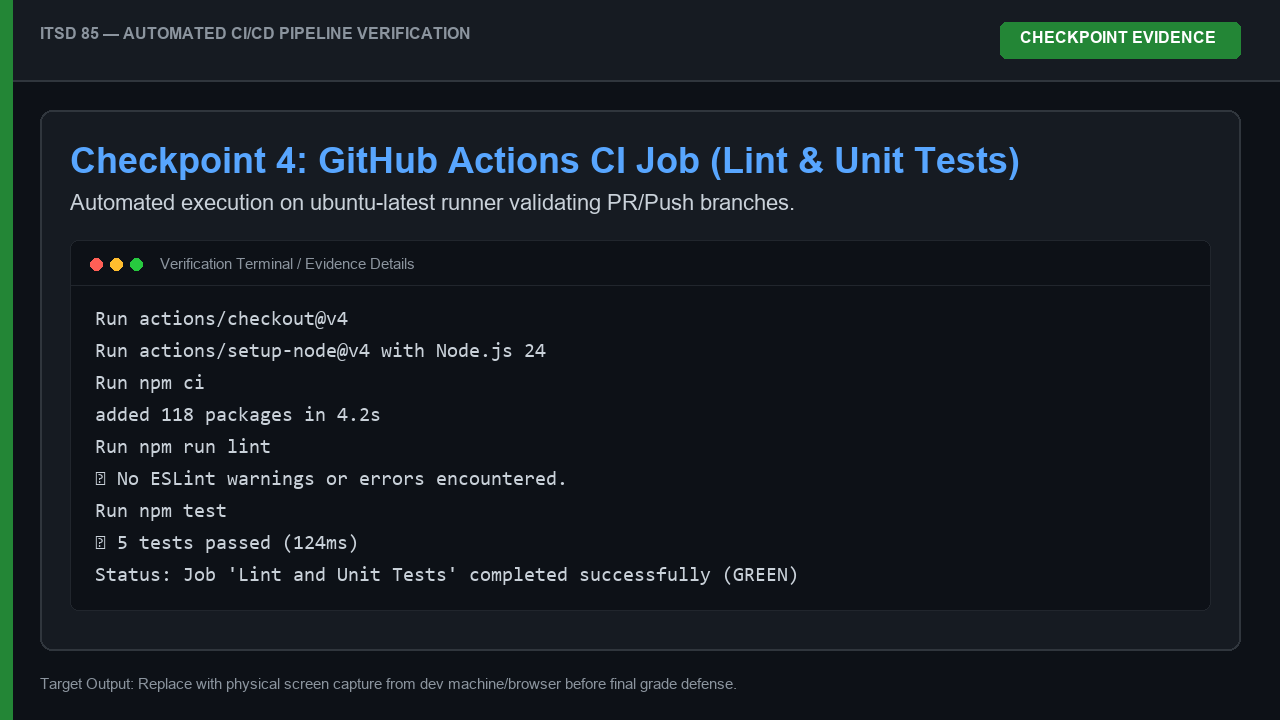 ITSD 85 — AUTOMATED CI/CD PIPELINE VERIFICATION
CHECKPOINT EVIDENCE
Checkpoint 4: GitHub Actions CI Job (Lint & Unit Tests)
Automated execution on ubuntu-latest runner validating PR/Push branches.
Verification Terminal / Evidence Details
Run actions/checkout@v4
Run actions/setup-node@v4 with Node.js 24
Run npm ci
added 118 packages in 4.2s
Run npm run lint
No ESLint warnings or errors encountered.
Run npm test
5 tests passed (124ms)
Status: Job 'Lint and Unit Tests' completed successfully (GREEN)
Target Output: Replace with physical screen capture from dev machine/browser before final grade defense.